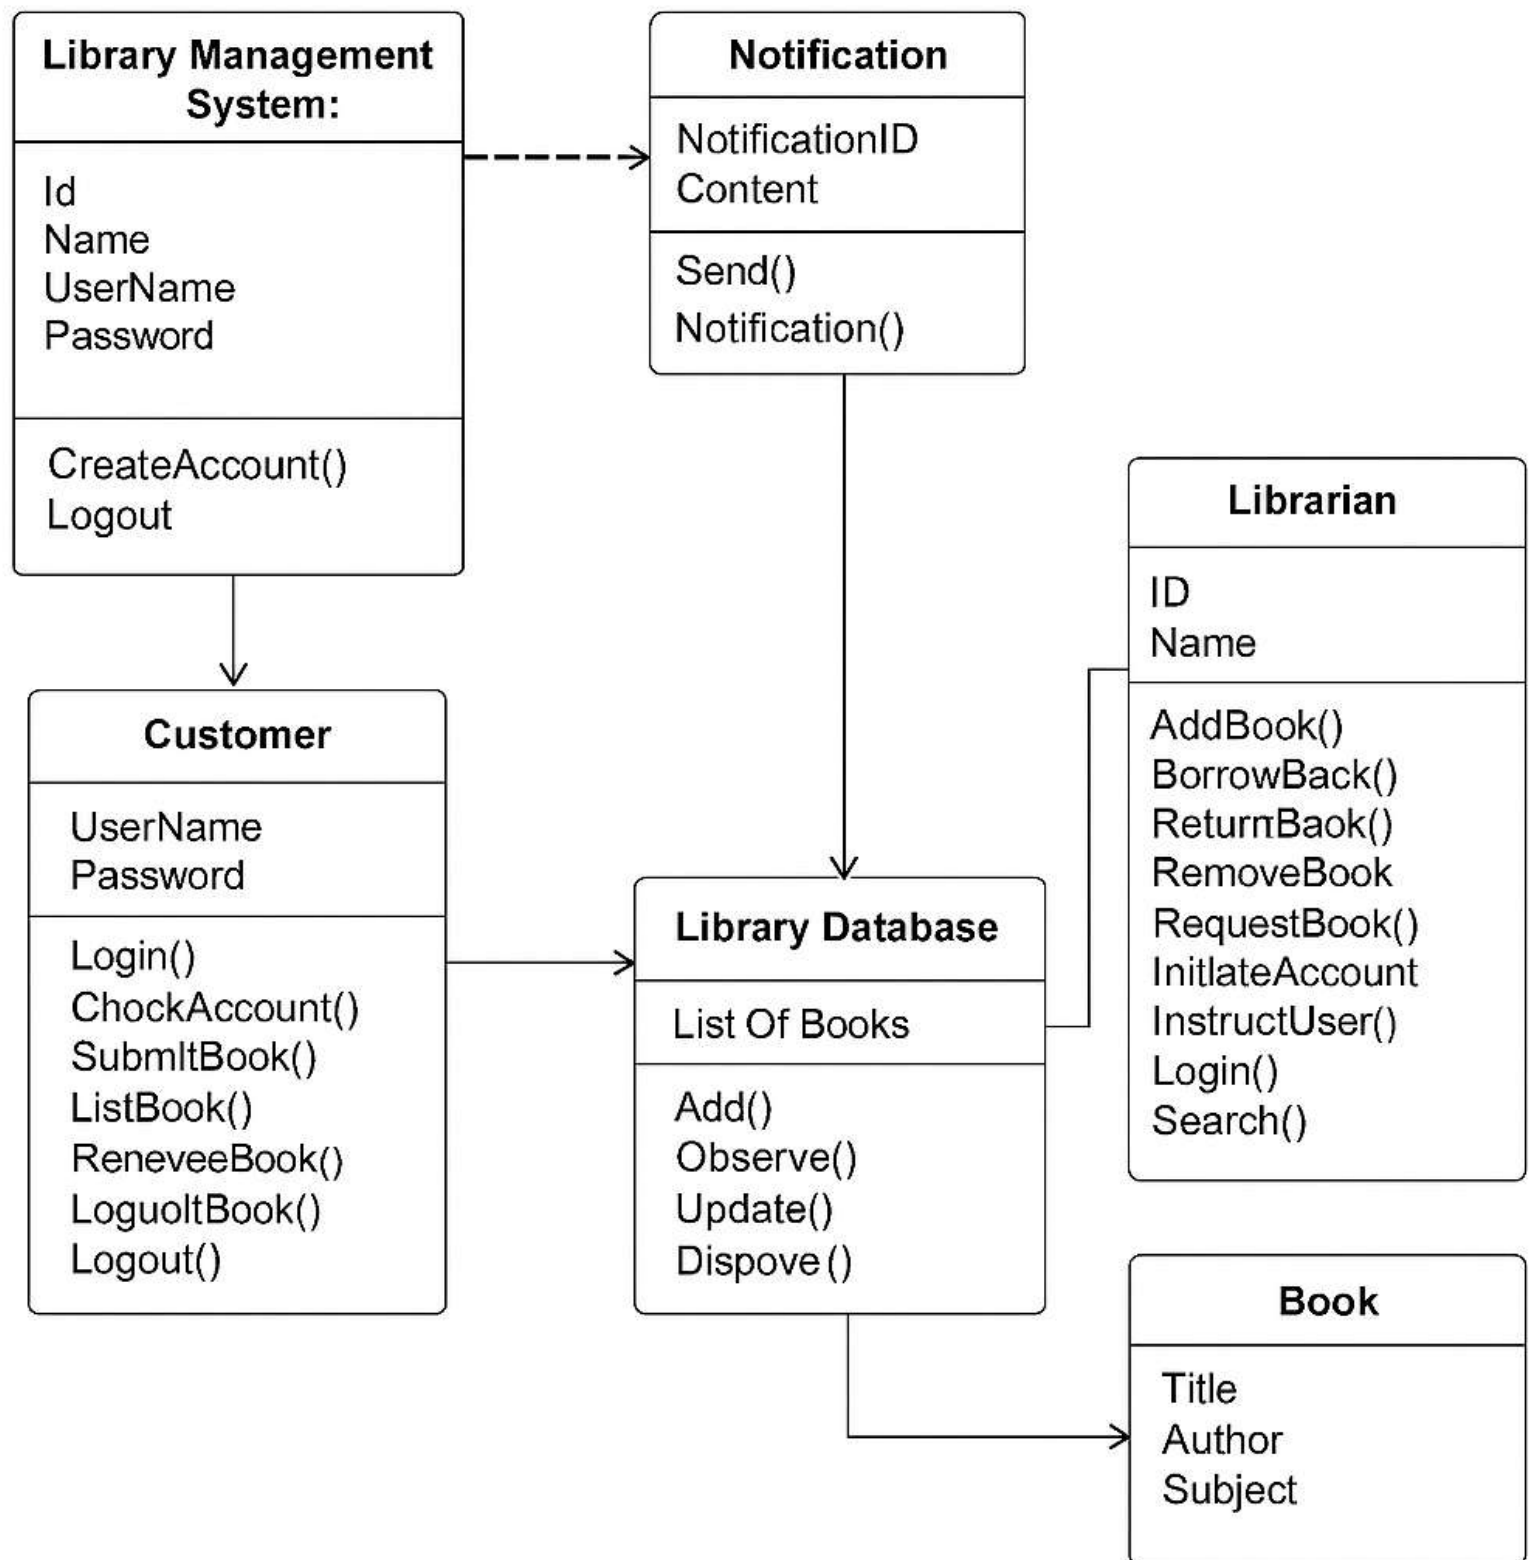 Library Management
System:
Id
Name
UserName
Password
CreateAccount()
Logout
Notification
NotificationID
Content
Send()
Notification()
Librarian
ID
Name
AddBook()
BorrowBack()
ReturnBaok()
RemoveBook
RequestBook()
InitlateAccount
InstructUser()
Login()
Search()
Customer
UserName
Password
Login()
ChockAccount()
SubmItBook()
ListBook()
ReneveeBook()
LoguoltBook()
Logout()
Library Database
List Of Books
Add()
Observe()
Update()
Dispove()
Book
Title
Author
Subject